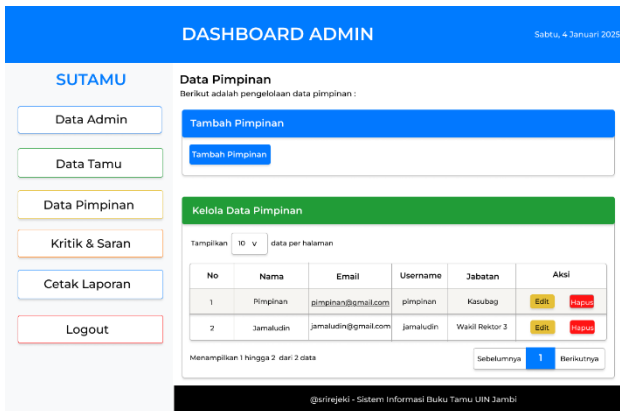 DASHBOARD ADMIN
Sabtu, 4 Januari 2025
SUTAMU
Data Admin
Data Tamu
Data Pimpinan
Kritik & Saran
Cetak Laporan
Logout
Data Pimpinan
Berikut adalah pengelolaan data pimpinan :
Tambah Pimpinan
Tambah Pimpinan
Kelola Data Pimpinan
Tampilkan 10 v data per halaman
No Nama Email Username Jabatan Aksi
1 Pimpinan pimpinan@gmail.com pimpinan Kasubag Edit Hapus
2 Jamaludin jamaludin@gmail.com jamaludin Wakil Rektor 3 Edit Hapus
Menampilkan 1 hingga 2 dari 2 data
Sebelumnya 1 Berikutnya
@srirejeki - Sistem Informasi Buku Tamu UIN Jambi